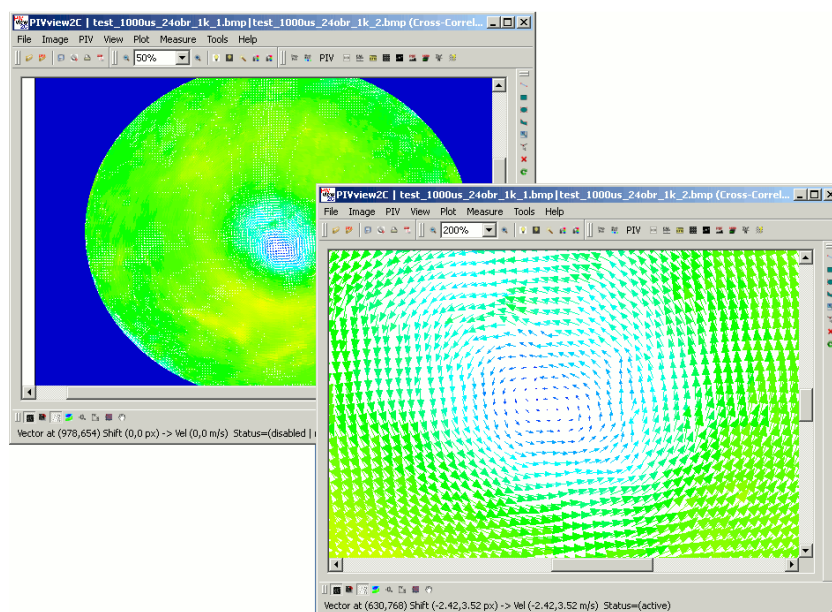 PIVview2C | test_1000us_24obr_1k_1.bmp|test_1000us_24obr_1k_2.bmp (Cross-Correl...
File Image PIV View Plot Measure Tools Help
50% PIV
Vector at (978,654) Shift (0,0 px) -> Vel (0,0 m/s) Status=(disabled |
PIVview2C | test_1000us_24obr_1k_1.bmp|test_1000us_24obr_1k_2.bmp (Cross-Correl...
File Image PIV View Plot Measure Tools Help
200% PIV
Vector at (630,768) Shift (-2.42,3.52 px) -> Vel (-2.42,3.52 m/s) Status=(active)